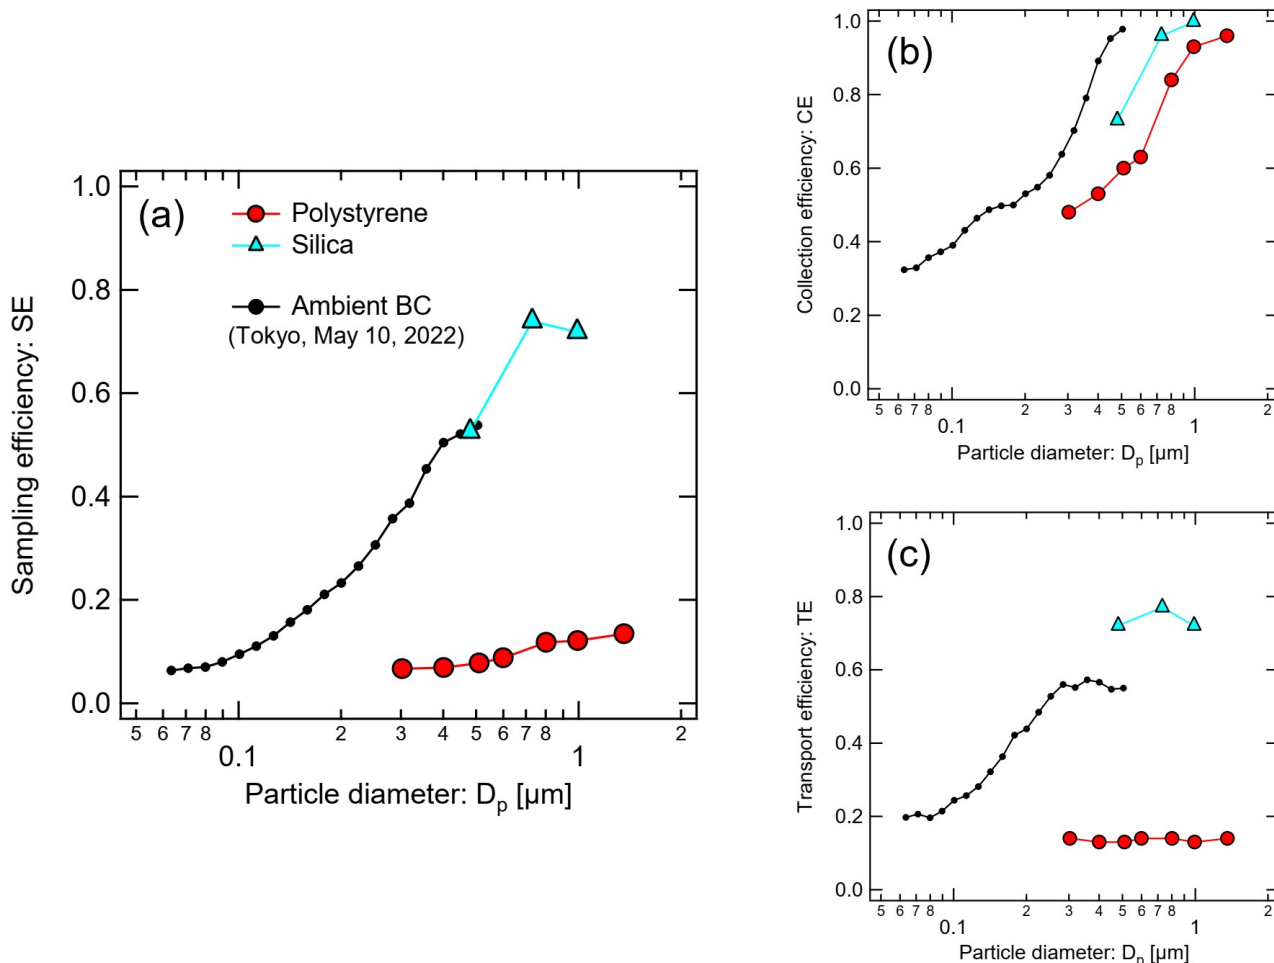 (a)
Polystyrene
Silica
Ambient BC
(Tokyo, May 10, 2022)
Sampling efficiency: SE
1.0
0.8
0.6
0.4
0.2
0.0
5 6 7 8 2 3 4 5 6 7 8 2
0.1 1
Particle diameter: Dp [µm]
(b)
Collection efficiency: CE
1.0
0.8
0.6
0.4
0.2
0.0
5 6 7 8 2 3 4 5 6 7 8 2
0.1 1
Particle diameter: Dp [µm]
(c)
Transport efficiency: TE
1.0
0.8
0.6
0.4
0.2
0.0
5 6 7 8 2 3 4 5 6 7 8 2
0.1 1
Particle diameter: Dp [µm]